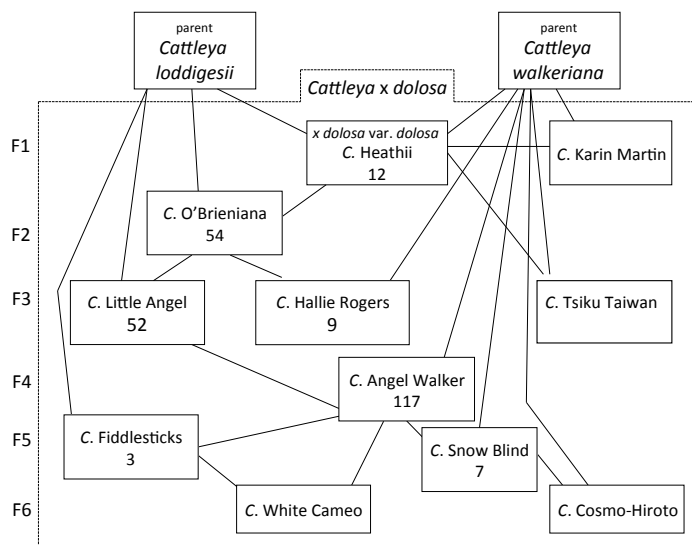 parent
Cattleya
loddigesii
parent
Cattleya
walkeriana
Cattleya x dolosa
F1
x dolosa var. dolosa
C. Heathii
12
C. Karin Martin
F2
C. O’Brieniana
54
F3
C. Little Angel
52
C. Hallie Rogers
9
C. Tsiku Taiwan
F4
C. Angel Walker
117
F5
C. Fiddlesticks
3
C. Snow Blind
7
F6
C. White Cameo
C. Cosmo-Hiroto